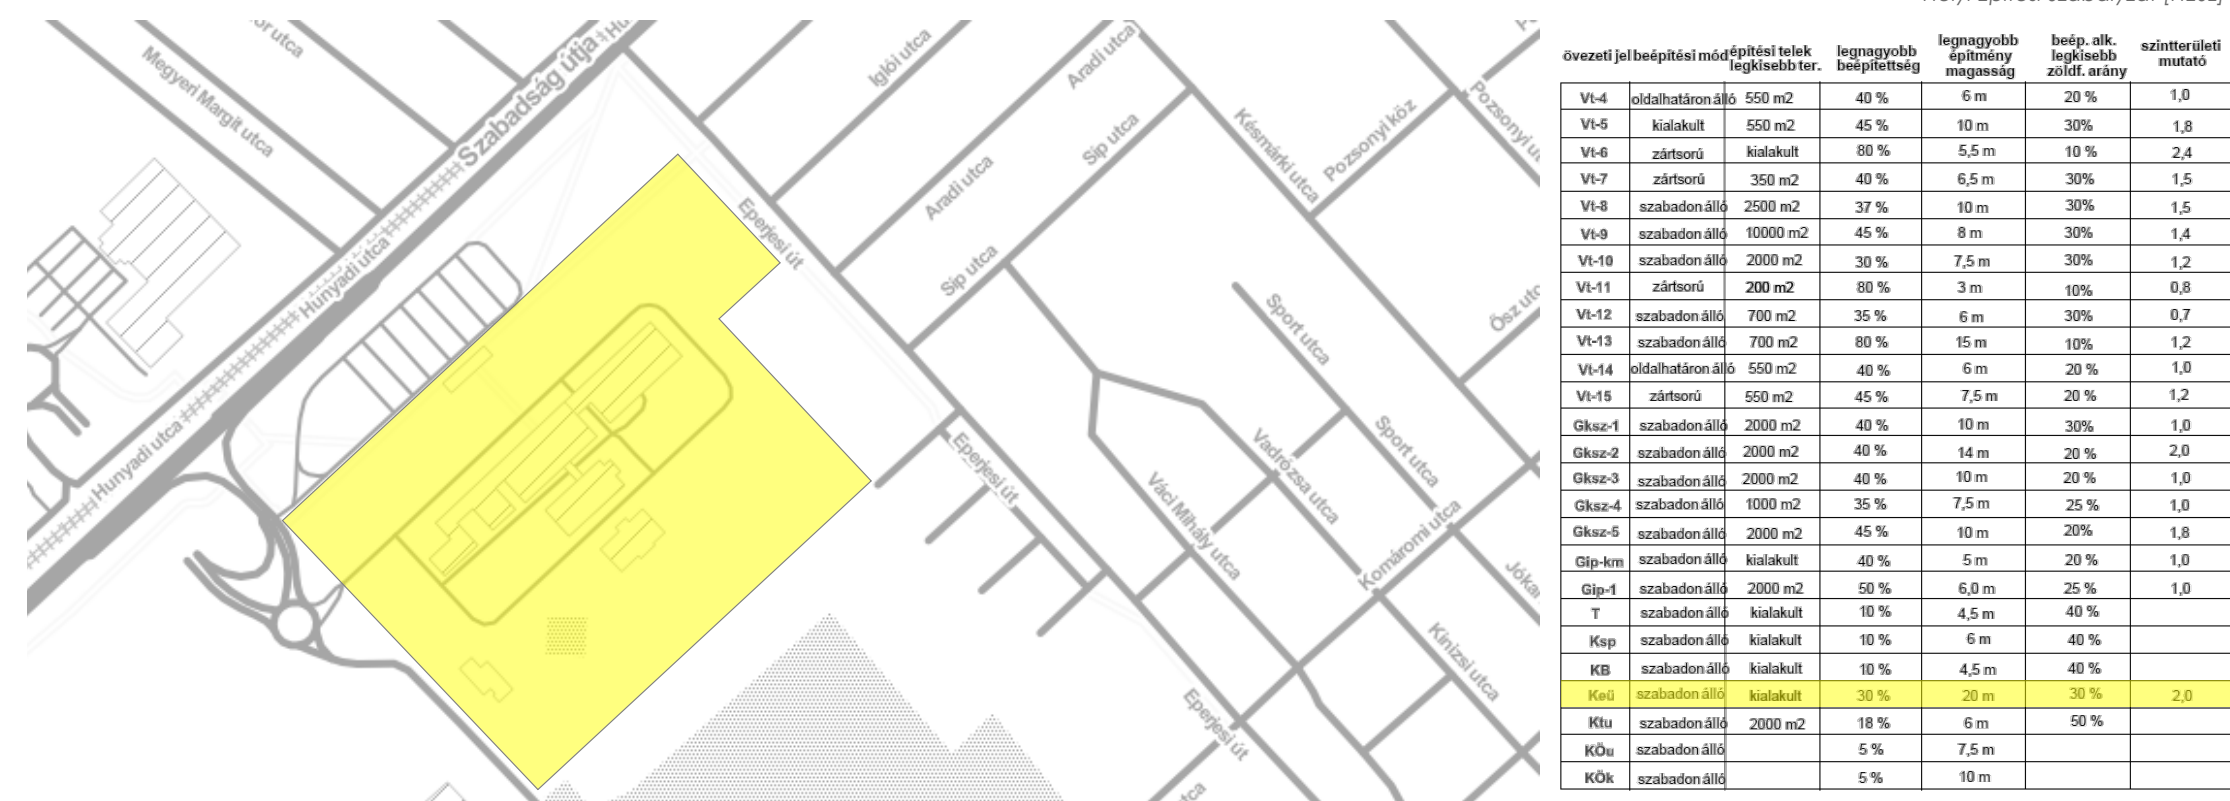 Helyi építési szabályzat [HÉSZ]
Megyeri Margit utca
Szabadság útja
Hunyadi utca
Hunyadi utca
Hunyadi utca
Iglói utca
Aradi utca
Aradi utca
Síp utca
Síp utca
Késmárki utca
Pozsonyi köz
Pozsonyi
Eperjesi út
Eperjesi út
Eperjesi út
Sport utca
Sport utca
Ősz utc
Vadrózsa utca
Váci Mihály utca
Komáromi utca
Jókai
Kinizsi utca
tca
övezeti jel beépítési mód építési telek legkisebb ter. legnagyobb beépítettség legnagyobb építmény magasság beép. alk. legkisebb zöldf. arány szintterületi mutató
Vt-4 oldalhatáron álló 550 m2 40 % 6 m 20 % 1,0
Vt-5 kialakult 550 m2 45 % 10 m 30% 1,8
Vt-6 zártsorú kialakult 80 % 5,5 m 10 % 2,4
Vt-7 zártsorú 350 m2 40 % 6,5 m 30% 1,5
Vt-8 szabadon álló 2500 m2 37 % 10 m 30% 1,5
Vt-9 szabadon álló 10000 m2 45 % 8 m 30% 1,4
Vt-10 szabadon álló 2000 m2 30 % 7,5 m 30% 1,2
Vt-11 zártsorú 200 m2 80 % 3 m 10% 0,8
Vt-12 szabadon álló 700 m2 35 % 6 m 30% 0,7
Vt-13 szabadon álló 700 m2 80 % 15 m 10% 1,2
Vt-14 oldalhatáron álló 550 m2 40 % 6 m 20 % 1,0
Vt-15 zártsorú 550 m2 45 % 7,5 m 20 % 1,2
Gksz-1 szabadon álló 2000 m2 40 % 10 m 30% 1,0
Gksz-2 szabadon álló 2000 m2 40 % 14 m 20 % 2,0
Gksz-3 szabadon álló 2000 m2 40 % 10 m 20 % 1,0
Gksz-4 szabadon álló 1000 m2 35 % 7,5 m 25 % 1,0
Gksz-5 szabadon álló 2000 m2 45 % 10 m 20% 1,8
Gip-km szabadon álló kialakult 40 % 5 m 20 % 1,0
Gip-1 szabadon álló 2000 m2 50 % 6,0 m 25 % 1,0
T szabadon álló kialakult 10 % 4,5 m 40 %
Ksp szabadon álló kialakult 10 % 6 m 40 %
KB szabadon álló kialakult 10 % 4,5 m 40 %
Keü szabadon álló kialakult 30 % 20 m 30 % 2,0
Ktu szabadon álló 2000 m2 18 % 6 m 50 %
KÖu szabadon álló 5 % 7,5 m
KÖk szabadon álló 5 % 10 m